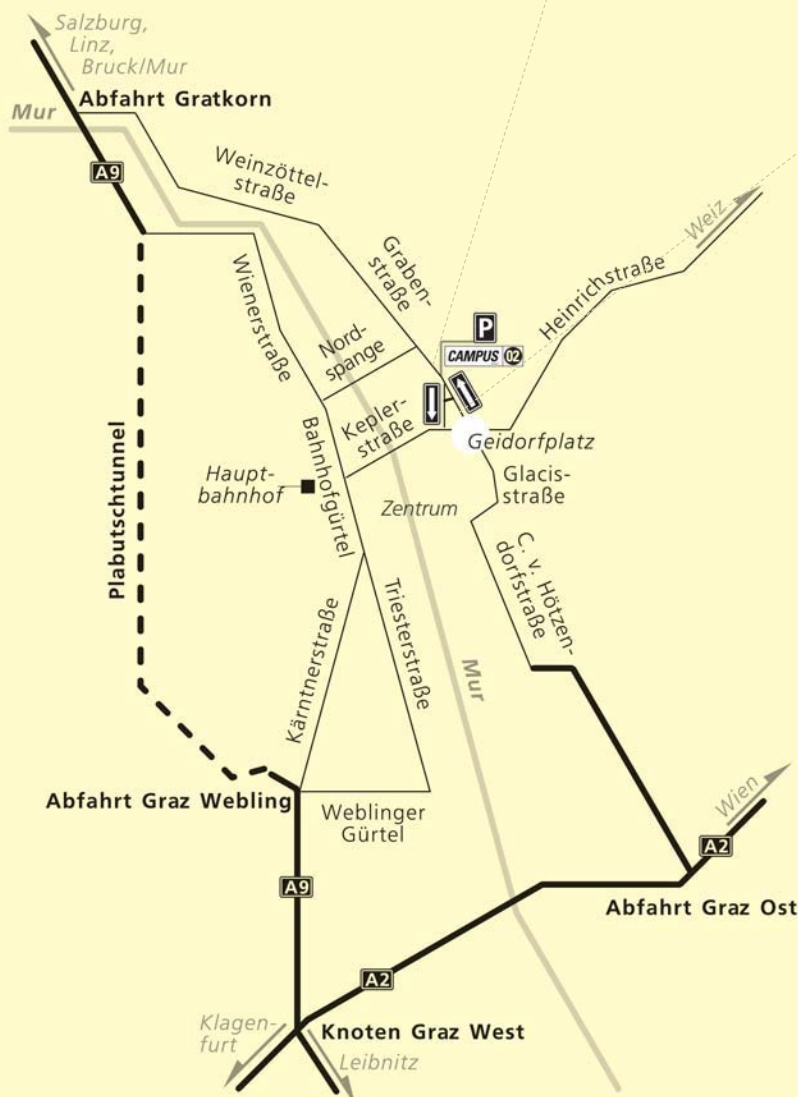 Salzburg,
Linz,
Bruck/Mur
Abfahrt Gratkorn
Mur
A9
Weinzöttel-
straße
Graben-
straße
Weiz
Heinrichstraße
Wienerstraße
Nord-
spange
P
CAMPUS 02
Kepler-
straße
Geidorfplatz
Bahnhofgürtel
Haupt-
bahnhof
Glacis-
straße
Zentrum
Plabutschtunnel
C. v. Hötzen-
dorfstraße
Kärntnerstraße
Triesterstraße
Mur
Abfahrt Graz Webling
Weblinger
Gürtel
Wien
A2
A9
Abfahrt Graz Ost
A2
Klagen-
furt
Knoten Graz West
Leibnitz